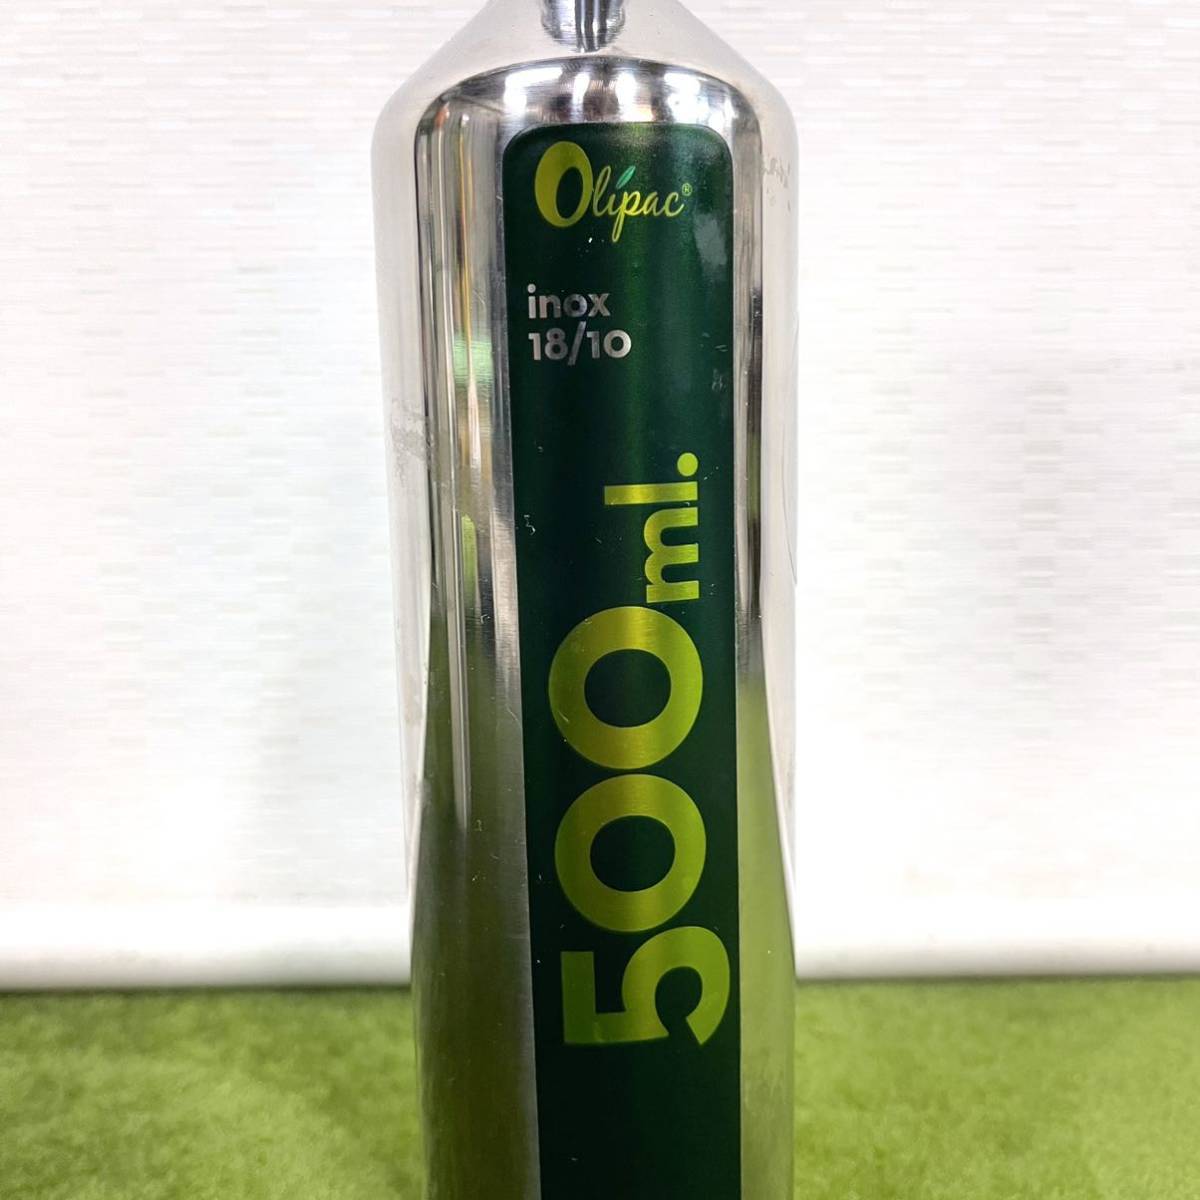 Olipac®
inox
18/10
500ml.